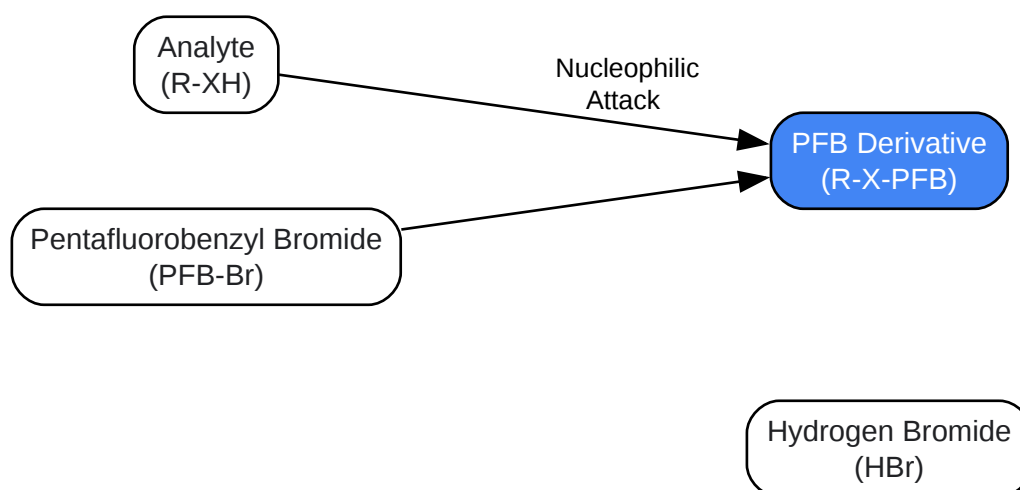 Analyte
(R-XH)
Nucleophilic
Attack
PFB Derivative
(R-X-PFB)
Pentafluorobenzyl Bromide
(PFB-Br)
Hydrogen Bromide
(HBr)